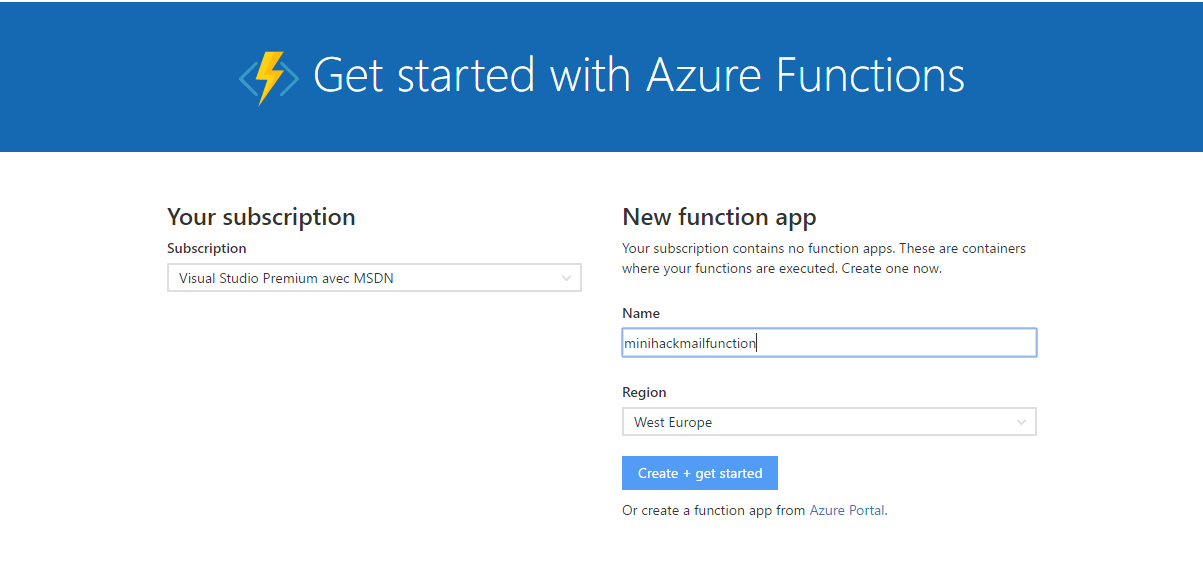 Get started with Azure Functions
Your subscription
Subscription
Visual Studio Premium avec MSDN
New function app
Your subscription contains no function apps. These are containers
where your functions are executed. Create one now.
Name
minihackmailfunction
Region
West Europe
Create + get started
Or create a function app from Azure Portal.